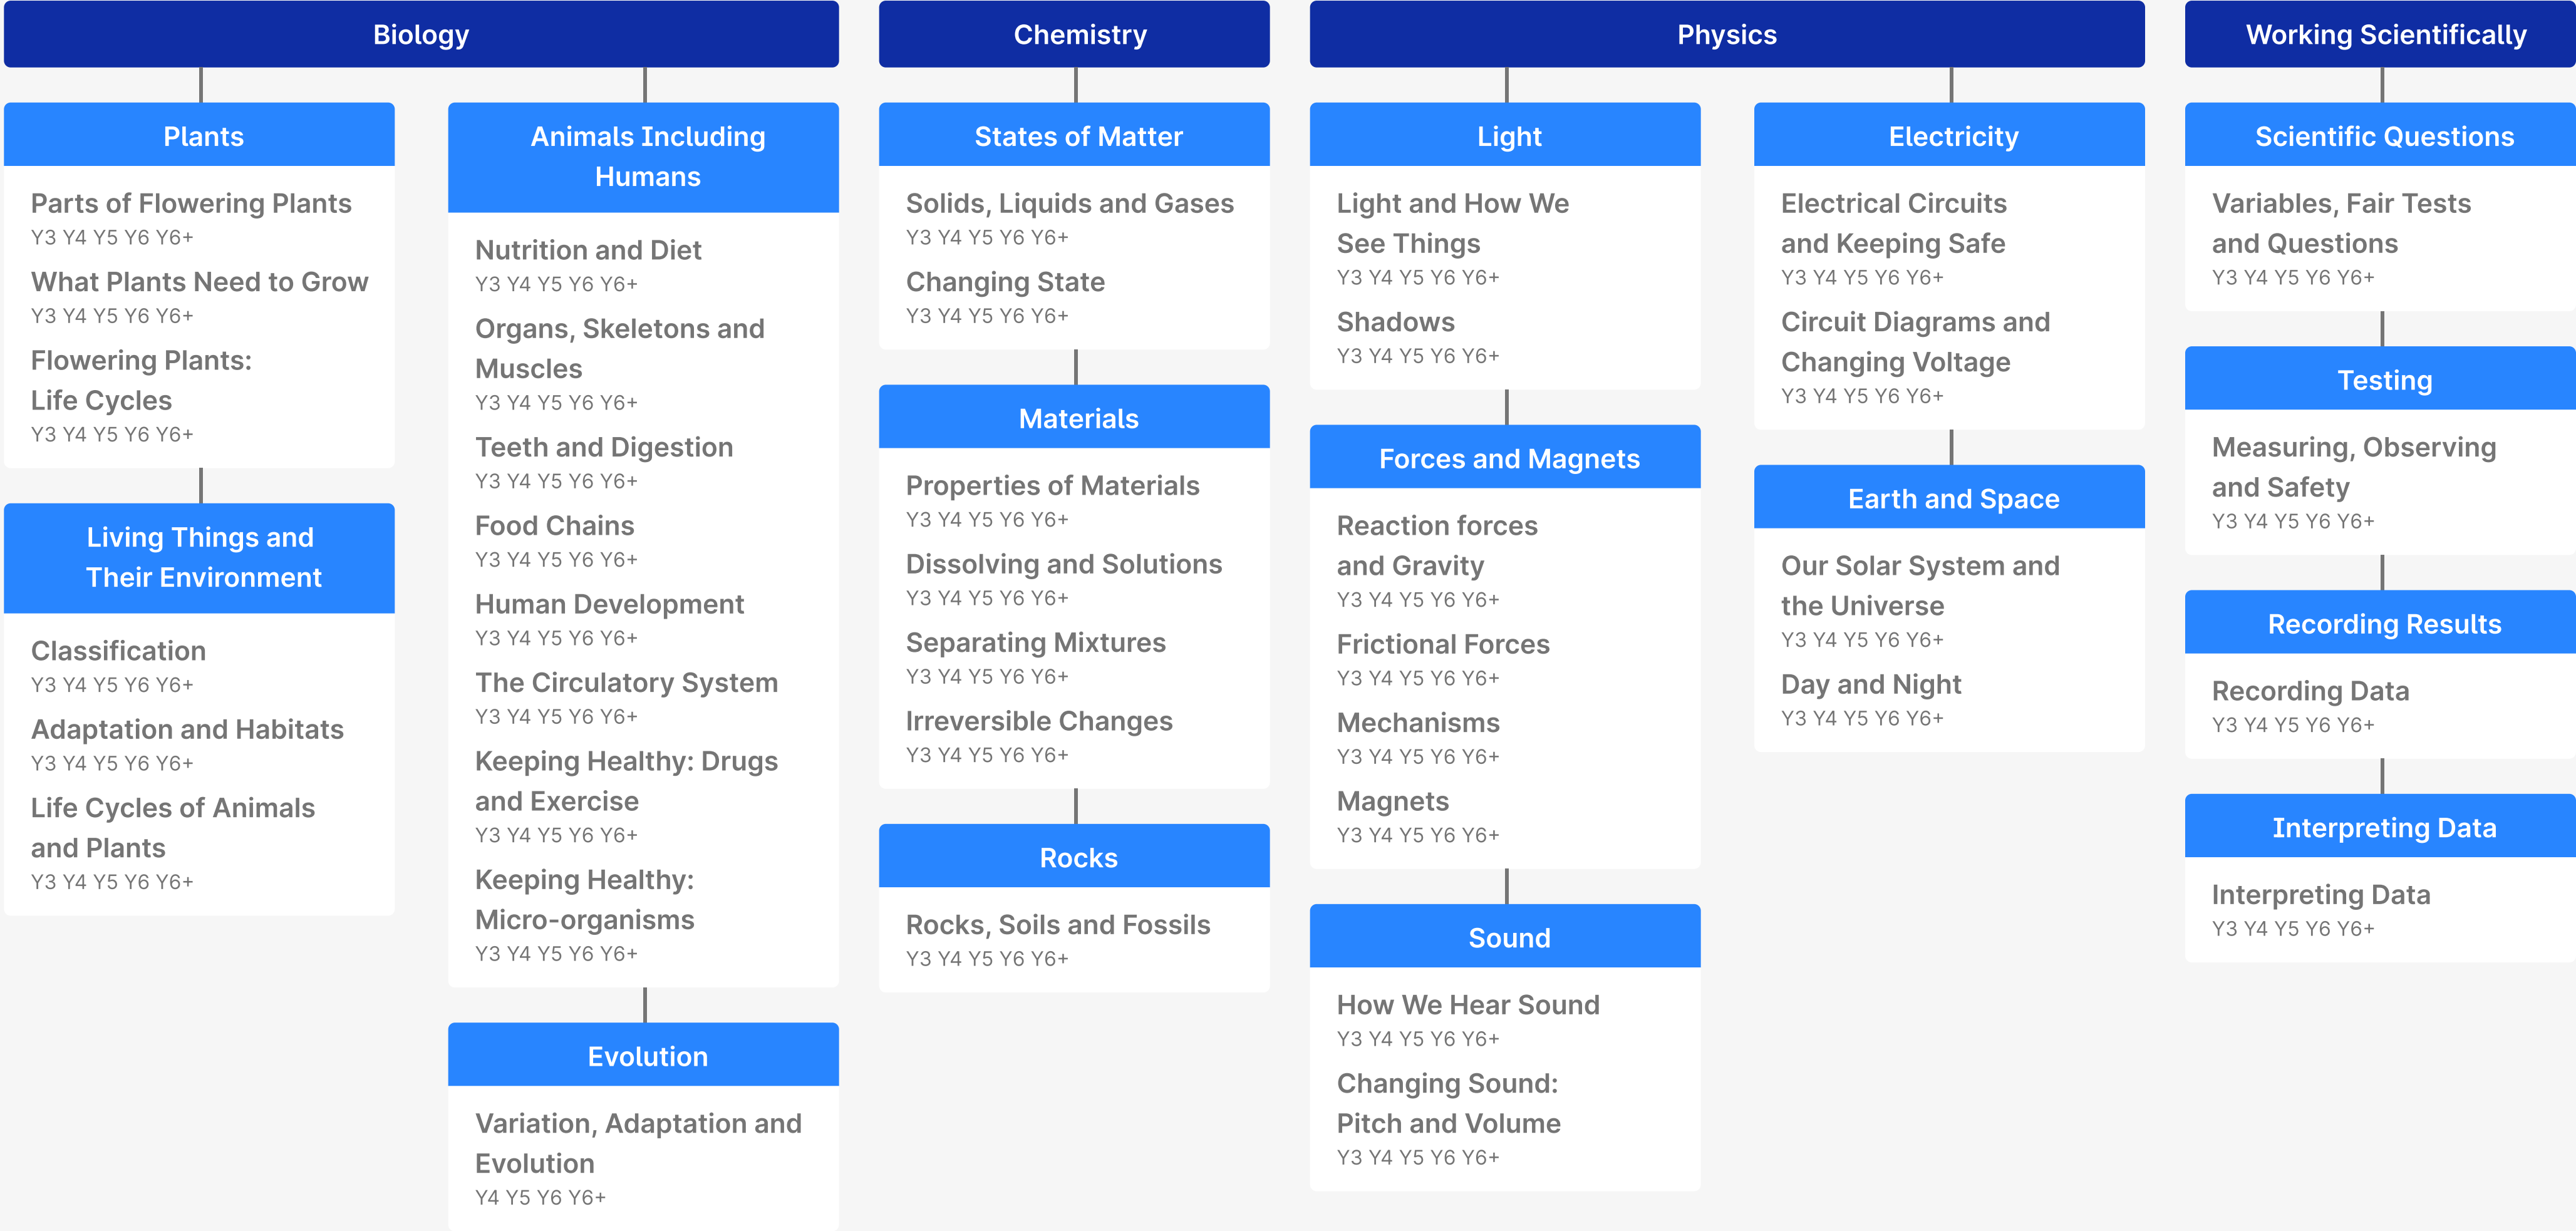 Biology
Plants
Parts of Flowering Plants
Y3 Y4 Y5 Y6 Y6+
What Plants Need to Grow
Y3 Y4 Y5 Y6 Y6+
Flowering Plants:
Life Cycles
Y3 Y4 Y5 Y6 Y6+
Living Things and
Their Environment
Classification
Y3 Y4 Y5 Y6 Y6+
Adaptation and Habitats
Y3 Y4 Y5 Y6 Y6+
Life Cycles of Animals
and Plants
Y3 Y4 Y5 Y6 Y6+
Animals Including
Humans
Nutrition and Diet
Y3 Y4 Y5 Y6 Y6+
Organs, Skeletons and
Muscles
Y3 Y4 Y5 Y6 Y6+
Teeth and Digestion
Y3 Y4 Y5 Y6 Y6+
Food Chains
Y3 Y4 Y5 Y6 Y6+
Human Development
Y3 Y4 Y5 Y6 Y6+
The Circulatory System
Y3 Y4 Y5 Y6 Y6+
Keeping Healthy: Drugs
and Exercise
Y3 Y4 Y5 Y6 Y6+
Keeping Healthy:
Micro-organisms
Y3 Y4 Y5 Y6 Y6+
Evolution
Variation, Adaptation and
Evolution
Y4 Y5 Y6 Y6+
Chemistry
States of Matter
Solids, Liquids and Gases
Y3 Y4 Y5 Y6 Y6+
Changing State
Y3 Y4 Y5 Y6 Y6+
Materials
Properties of Materials
Y3 Y4 Y5 Y6 Y6+
Dissolving and Solutions
Y3 Y4 Y5 Y6 Y6+
Separating Mixtures
Y3 Y4 Y5 Y6 Y6+
Irreversible Changes
Y3 Y4 Y5 Y6 Y6+
Rocks
Rocks, Soils and Fossils
Y3 Y4 Y5 Y6 Y6+
Physics
Light
Light and How We
See Things
Y3 Y4 Y5 Y6 Y6+
Shadows
Y3 Y4 Y5 Y6 Y6+
Forces and Magnets
Reaction forces
and Gravity
Y3 Y4 Y5 Y6 Y6+
Frictional Forces
Y3 Y4 Y5 Y6 Y6+
Mechanisms
Y3 Y4 Y5 Y6 Y6+
Magnets
Y3 Y4 Y5 Y6 Y6+
Sound
How We Hear Sound
Y3 Y4 Y5 Y6 Y6+
Changing Sound:
Pitch and Volume
Y3 Y4 Y5 Y6 Y6+
Electricity
Electrical Circuits
and Keeping Safe
Y3 Y4 Y5 Y6 Y6+
Circuit Diagrams and
Changing Voltage
Y3 Y4 Y5 Y6 Y6+
Earth and Space
Our Solar System and
the Universe
Y3 Y4 Y5 Y6 Y6+
Day and Night
Y3 Y4 Y5 Y6 Y6+
Working Scientifically
Scientific Questions
Variables, Fair Tests
and Questions
Y3 Y4 Y5 Y6 Y6+
Testing
Measuring, Observing
and Safety
Y3 Y4 Y5 Y6 Y6+
Recording Results
Recording Data
Y3 Y4 Y5 Y6 Y6+
Interpreting Data
Interpreting Data
Y3 Y4 Y5 Y6 Y6+